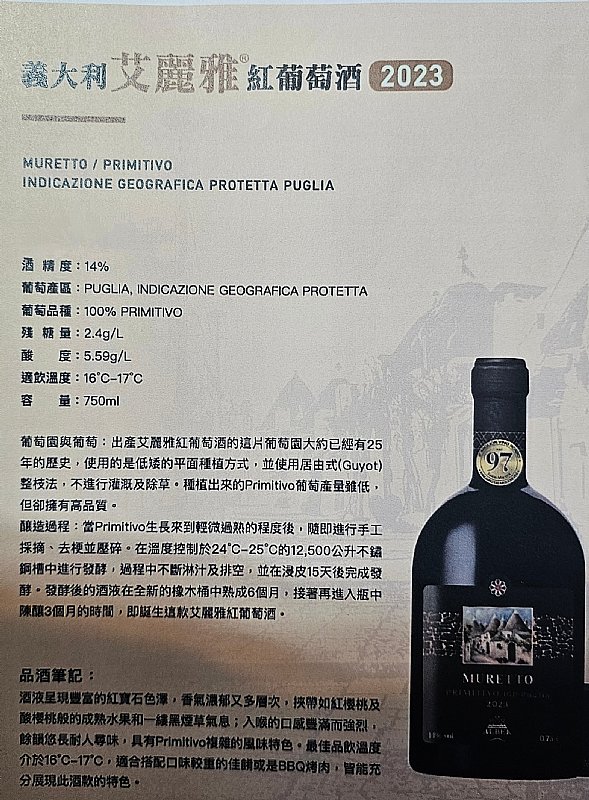 義大利艾麗雅®紅葡萄酒 2023
MURETTO / PRIMITIVO
INDICAZIONE GEOGRAFICA PROTETTA PUGLIA
酒精度：14%
葡萄產區：PUGLIA, INDICAZIONE GEOGRAFICA PROTETTA
葡萄品種：100% PRIMITIVO
殘糖量：2.4g/L
酸度：5.59g/L
適飲溫度：16°C–17°C
容量：750ml
葡萄園與葡萄：出產艾麗雅紅葡萄酒的這片葡萄園大約已經有25
年的歷史，使用的是低矮的平面種植方式，並使用居由式(Guyot)
整枝法，不進行灌溉及除草。種植出來的Primitivo葡萄產量雖低，
但卻擁有高品質。
釀造過程：當Primitivo生長來到輕微過熟的程度後，隨即進行手工
採摘、去梗並壓碎。在溫度控制於24°C–25°C的12,500公升不鏽
鋼槽中進行發酵，過程中不斷淋汁及排空，並在浸皮15天後完成發
酵。發酵後的酒液在全新的橡木桶中熟成6個月，接著再進入瓶中
陳釀3個月的時間，即誕生這款艾麗雅紅葡萄酒。
品酒筆記：
酒液呈現豐富的紅寶石色澤，香氣濃郁又多層次，挾帶如紅櫻桃及
酸櫻桃般的成熟水果和一縷黑煙草氣息；入喉的口感豐滿而強烈，
餘韻悠長耐人尋味，具有Primitivo複雜的風味特色。最佳品飲溫度
介於16°C–17°C，適合搭配口味較重的佳餚或是BBQ烤肉，皆能充
分展現此酒款的特色。
97
MURETTO
PRIMITIVO IGP Puglia
2023
ALBEA